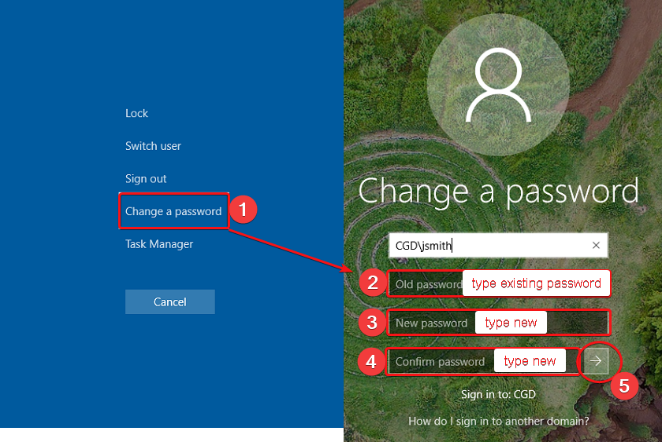 Lock
Switch user
Sign out
Change a password
1
Task Manager
Cancel
Change a password
CGD\jsmith
2
Old password
type existing password
3
New password
type new
4
Confirm password
type new
5
Sign in to: CGD
How do I sign in to another domain?